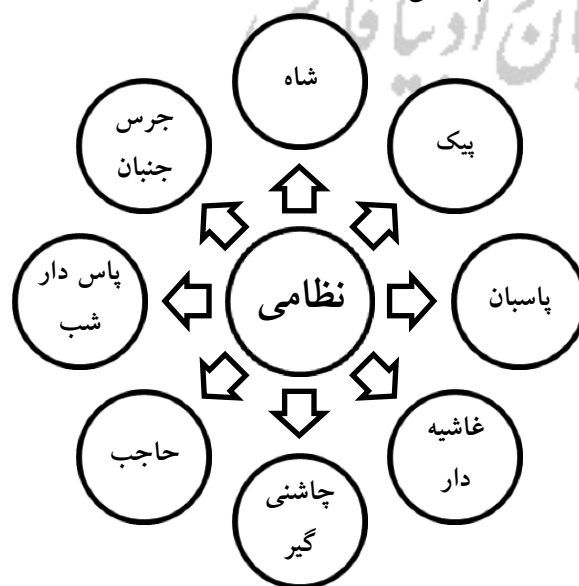 شاه
پیک
جرس
جنبان
نظامی
پاسبان
پاس دار
شب
غاشیه
دار
حاجب
چاشنی
گیر